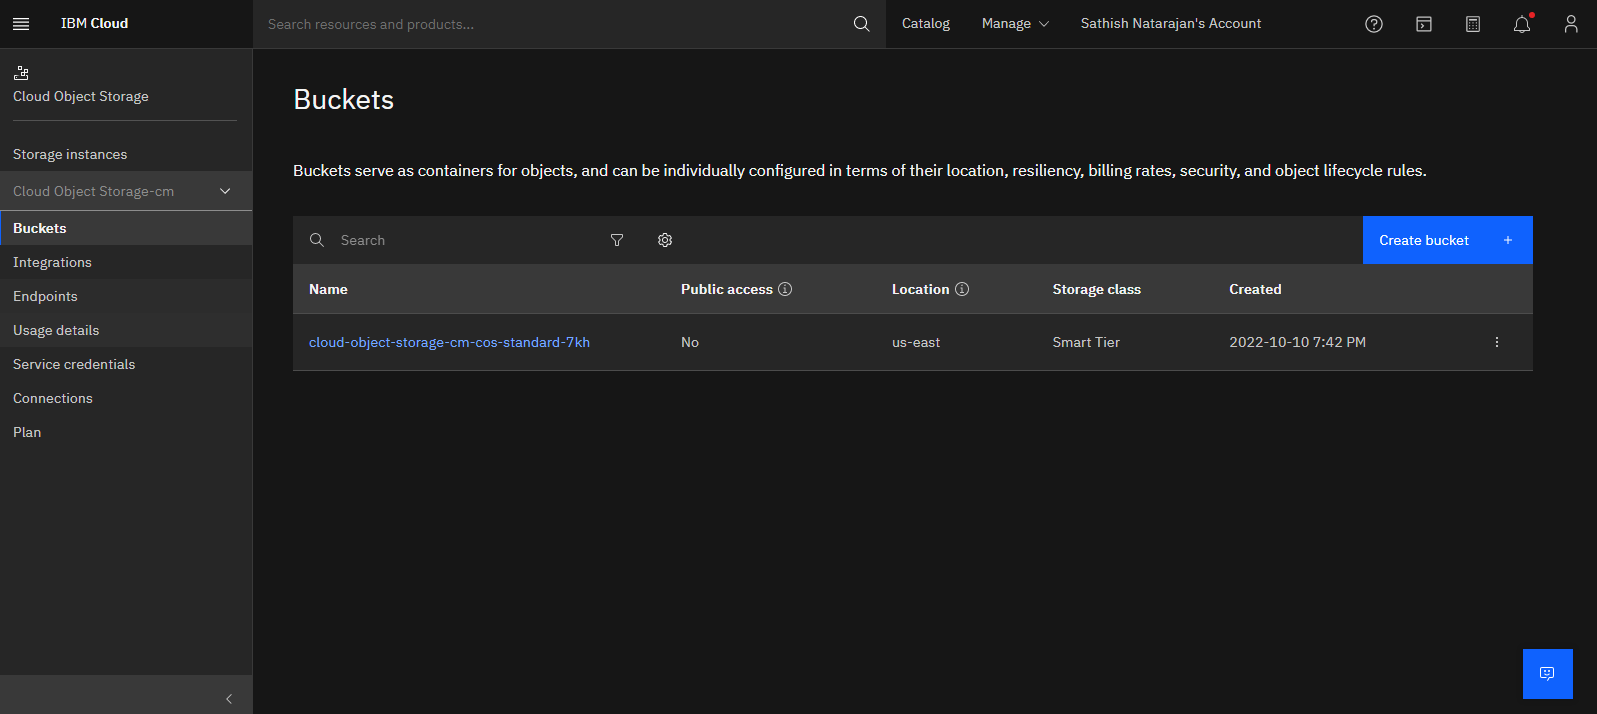 IBM Cloud
Search resources and products...
Catalog
Manage
Sathish Natarajan's Account
Cloud Object Storage
Storage instances
Cloud Object Storage-cm
Buckets
Integrations
Endpoints
Usage details
Service credentials
Connections
Plan
Buckets
Buckets serve as containers for objects, and can be individually configured in terms of their location, resiliency, billing rates, security, and object lifecycle rules.
Search
Create bucket +
Name Public access Location Storage class Created
cloud-object-storage-cm-cos-standard-7kh No us-east Smart Tier 2022-10-10 7:42 PM